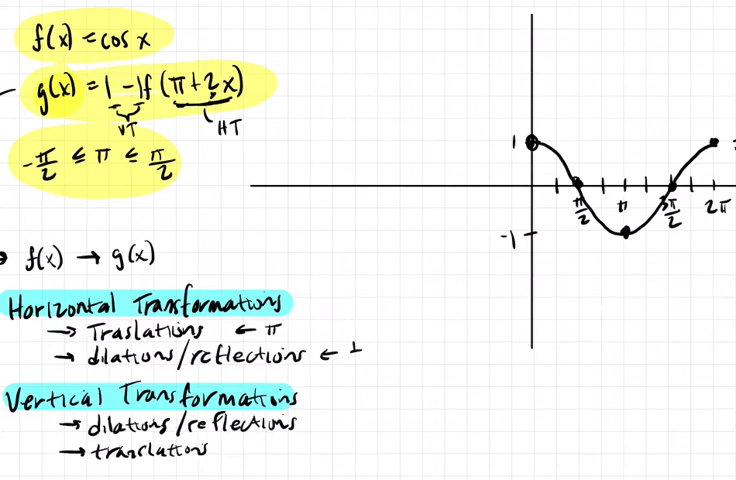 f(x) = cos x
g(x) = 1 - 1f (π + 2x)
VT
HT
-π/2 ≤ π ≤ π/2
f(x) → g(x)
Horizontal Transformations
→ Traslations ← π
→ dilations/reflections ←
Vertical Transformations
→ dilations/reflections
→ translations
1
-1
π/2
π
3π/2
2π